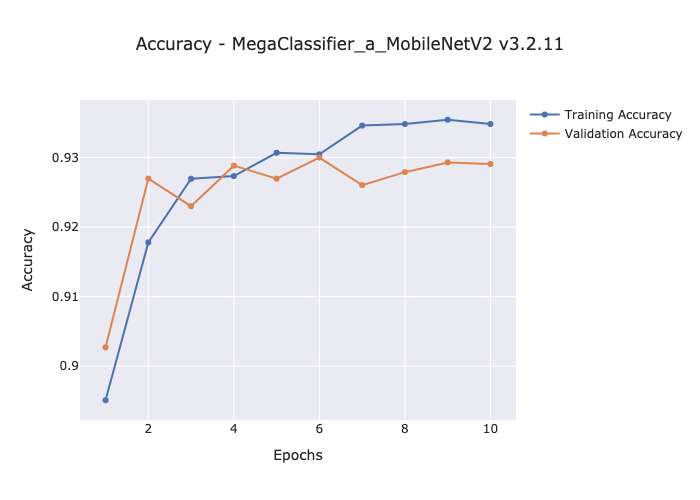 Accuracy - MegaClassifier_a_MobileNetV2 v3.2.11
Training Accuracy
Validation Accuracy
0.93
0.92
0.91
0.9
Accuracy
2 4 6 8 10
Epochs